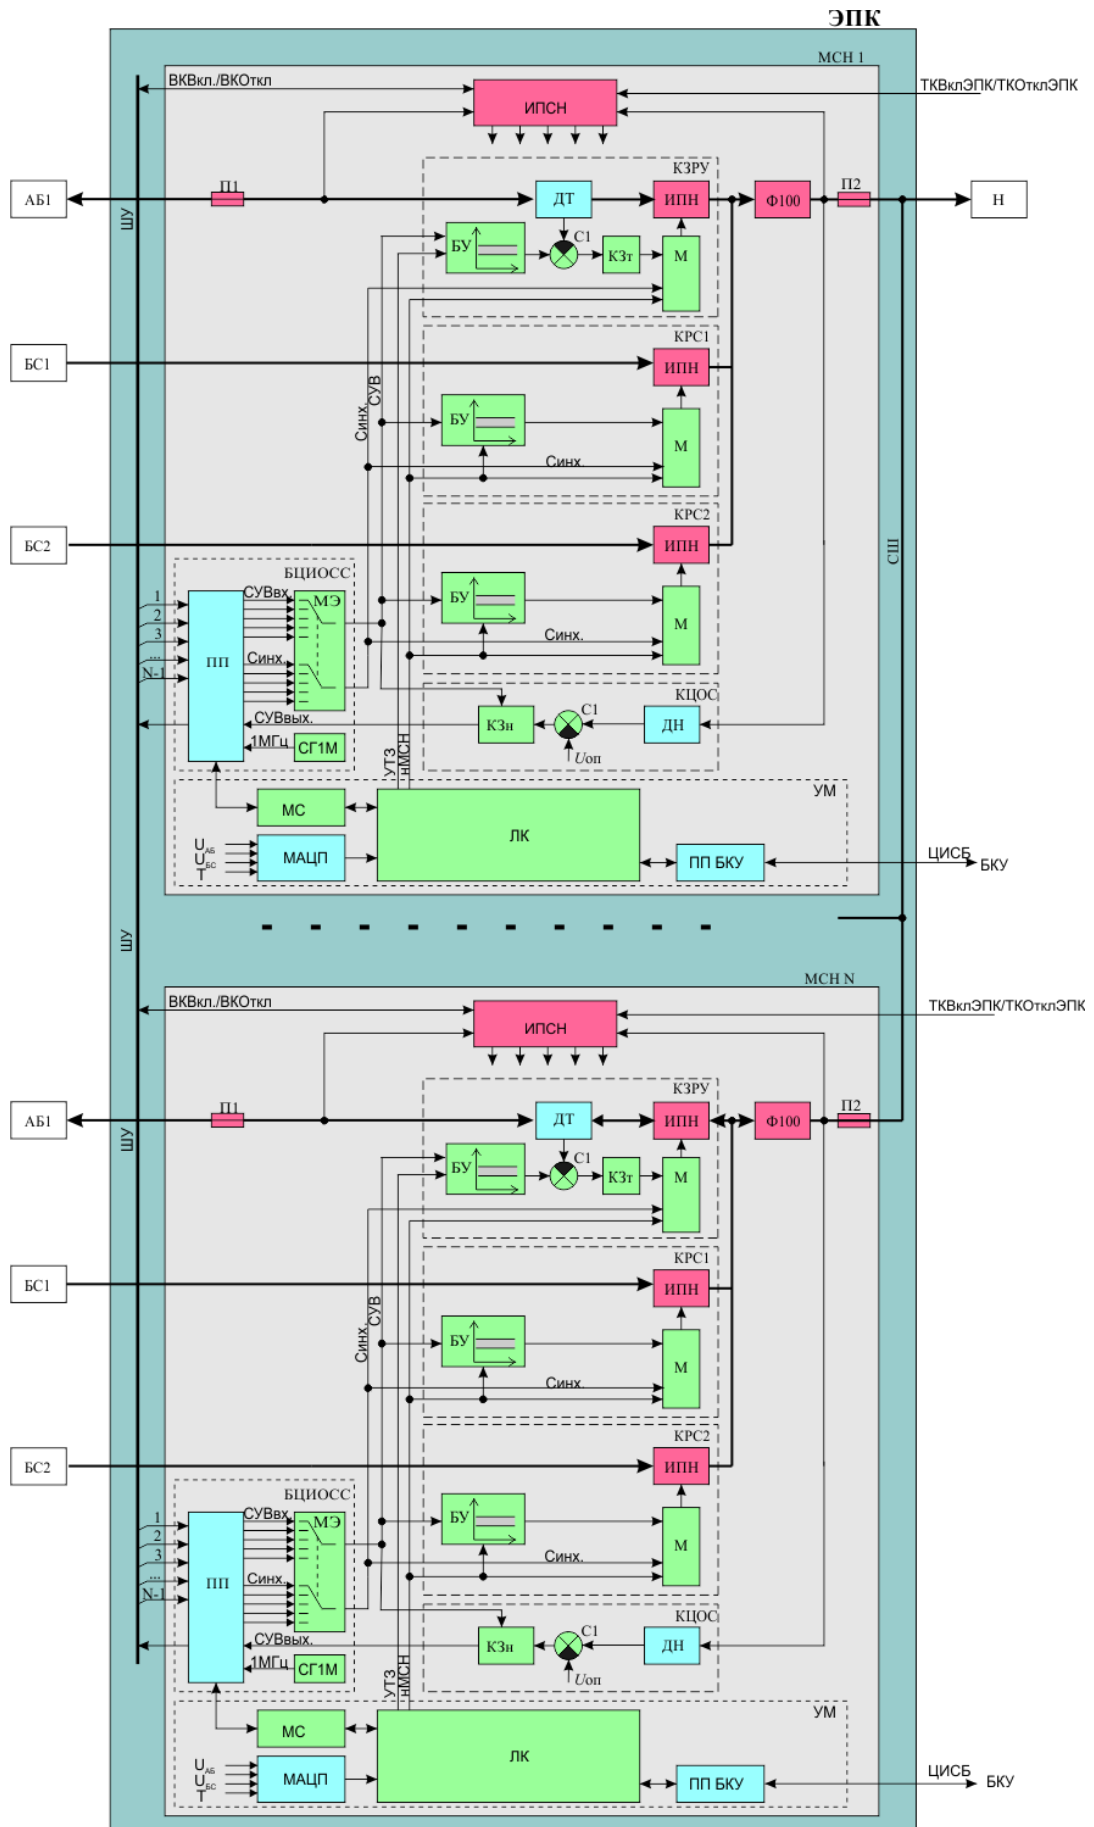 ЭПК
МСН 1
ВКВкл./ВКОткл
ТКВклЭПК/ТКОтклЭПК
ИПСН
КЗРУ
АБ1
П1
ДТ
ИПН
Ф100
П2
Н
ШУ
БУ
С1
КЗт
М
КРС1
БС1
ИПН
СУВ
Синх.
БУ
М
Синх.
КРС2
БС2
ИПН
СШ
БЦИОСС
БУ
М
Синх.
1
2
3
...
N-1
ПП
СУВвх.
Синх.
МЭ
КЦОС
СУВвых.
КЗн
С1
ДН
1МГц
СГ1М
Uоп
УТЗ
нМСН
УМ
МС
ЛК
UАБ
UБС
Т
МАЦП
ПП БКУ
ЦИСБ
БКУ
ШУ
МСН N
ВКВкл./ВКОткл
ТКВклЭПК/ТКОтклЭПК
ИПСН
КЗРУ
АБ1
П1
ДТ
ИПН
Ф100
П2
ШУ
БУ
С1
КЗт
М
КРС1
БС1
ИПН
СУВ
Синх.
БУ
М
Синх.
КРС2
БС2
ИПН
БЦИОСС
БУ
М
Синх.
1
2
3
...
N-1
ПП
СУВвх.
Синх.
МЭ
КЦОС
СУВвых.
КЗн
С1
ДН
1МГц
СГ1М
Uоп
УТЗ
нМСН
УМ
МС
ЛК
UАБ
UБС
Т
МАЦП
ПП БКУ
ЦИСБ
БКУ